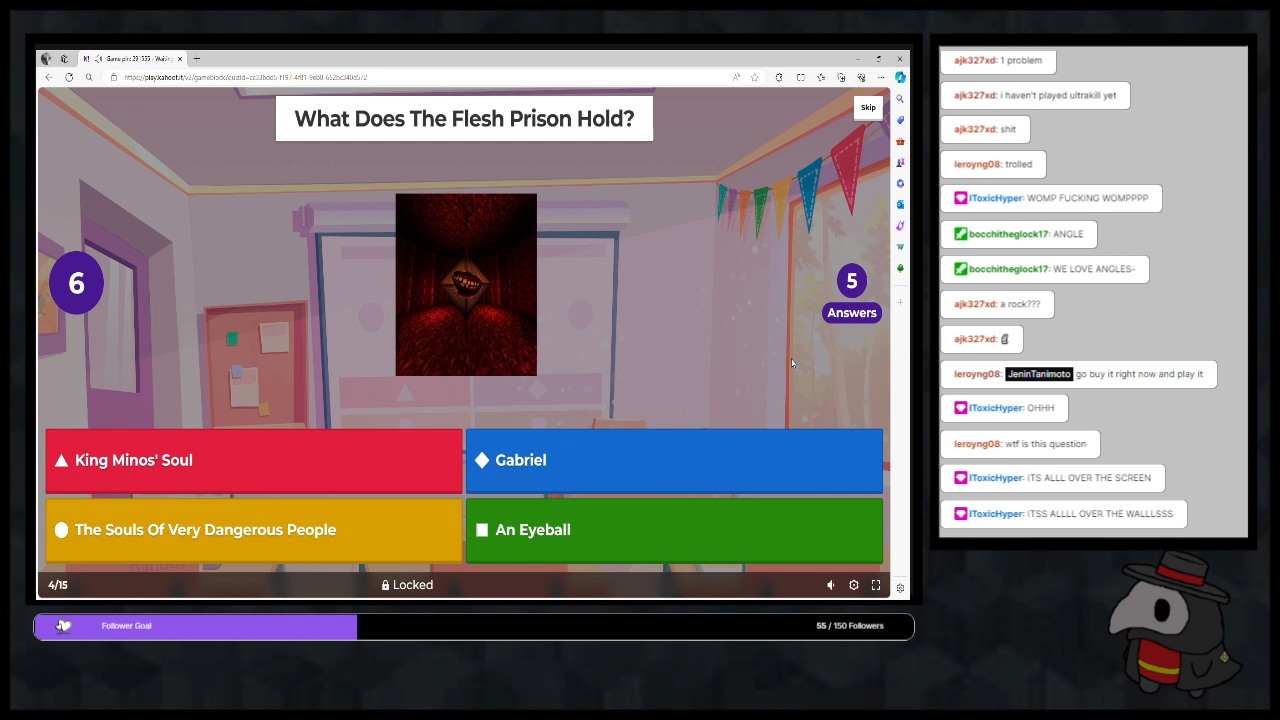 What Does The Flesh Prison Hold?
Skip
6
5
Answers
King Minos' Soul
Gabriel
The Souls Of Very Dangerous People
An Eyeball
4/15
Locked
Follower Goal
55 / 150 Followers
ajk327xd: 1 problem
ajk327xd: i haven't played ultrakill yet
ajk327xd: shit
leroyng08: trolled
IToxicHyper: WOMP FUCKING WOMPPPP
bocchitheglock17: ANGLE
bocchitheglock17: WE LOVE ANGLES-
ajk327xd: a rock???
ajk327xd:
leroyng08: JeninTanimoto go buy it right now and play it
IToxicHyper: OHHH
leroyng08: wtf is this question
IToxicHyper: ITS ALLL OVER THE SCREEN
IToxicHyper: ITSS ALLLL OVER THE WALLLSSS